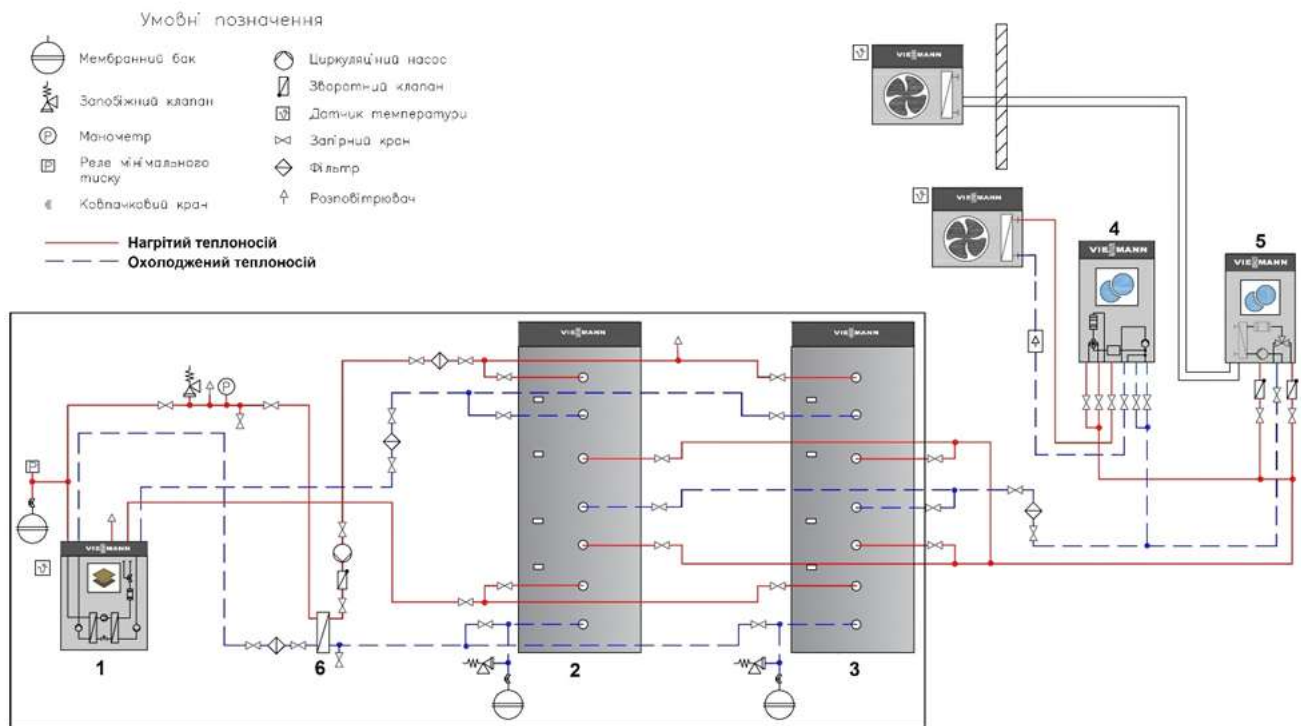 Умовні позначення
Мембранний бак
Запобіжний клапан
P Манометр
P Реле мінімального
тиску
Ковпачковий кран
Циркуляційний насос
Зворотний клапан
Датчик температури
Запірний кран
Фільтр
Розповітрювач
Нагрітий теплоносій
Охолоджений теплоносій
VIESMANN
VIESMANN
4
VIESMANN
5
VIESMANN
VIESMANN
VIESMANN
P
P
VIESMANN
1
6
2
3